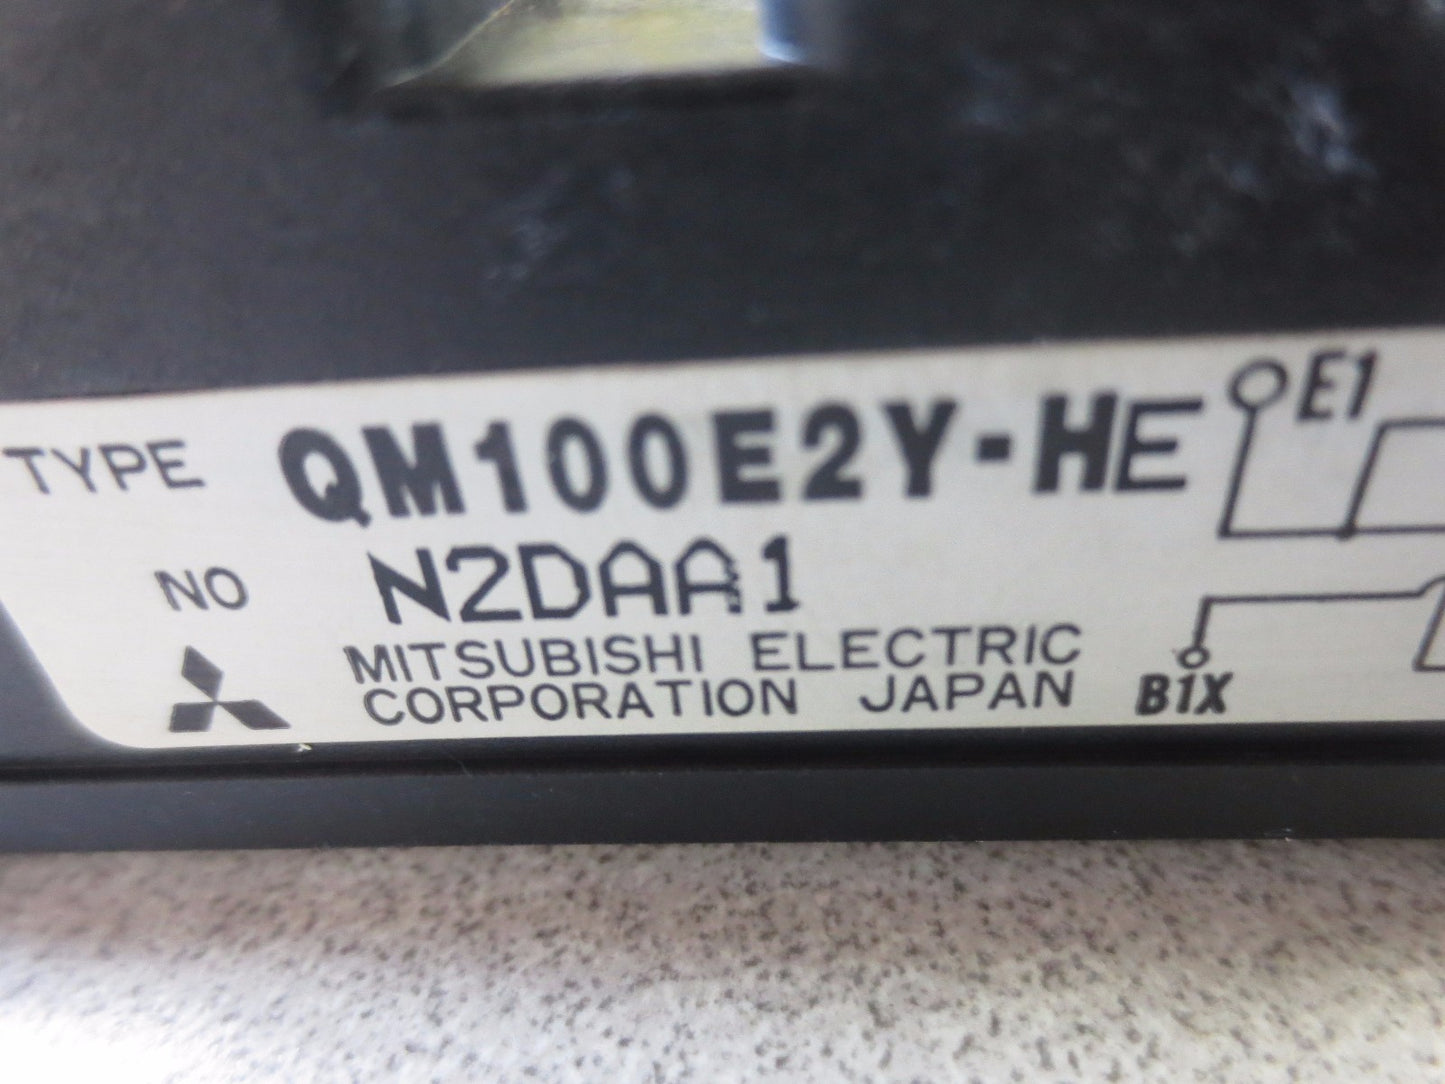 TYPE QM100E2Y-HE
NO N2DAA1
MITSUBISHI ELECTRIC
CORPORATION JAPAN
E1
B1X